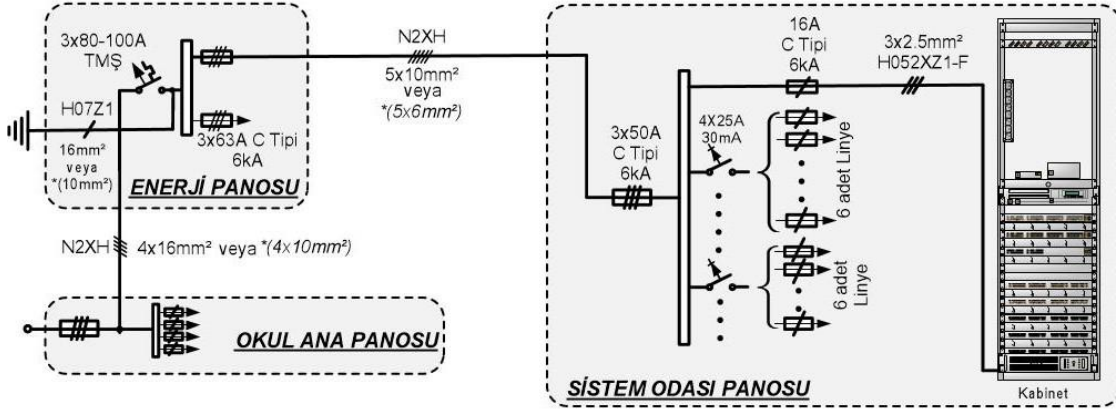 3x80-100A
TMŞ
H07Z1
16mm²
veya
*(10mm²)
3x63A C Tipi
6kA
ENERJİ PANOSU
N2XH
5x10mm²
veya
*(5x6mm²)
N2XH
4x16mm² veya *(4x10mm²)
OKUL ANA PANOSU
3x50A
C Tipi
6kA
16A
C Tipi
6kA
3x2.5mm²
H052XZ1-F
4X25A
30mA
6 adet Linye
6 adet
Linye
SİSTEM ODASI PANOSU
Kabinet